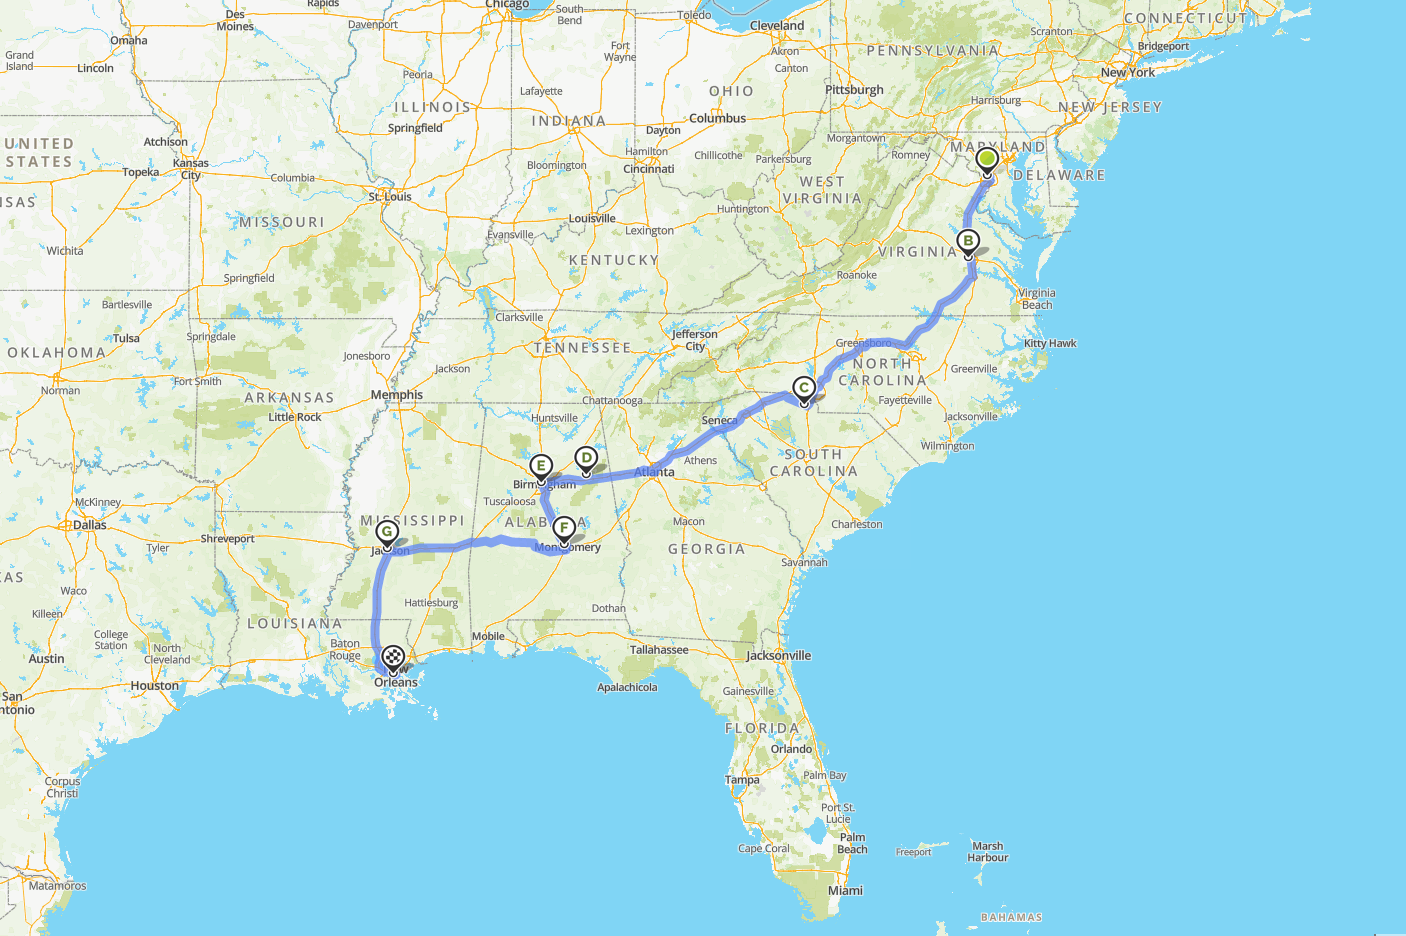 Chicago
Rapids
South
Bend
Toledo
Cleveland
CONNECTICUT
Des
Moines
Davenport
Scranton
Omaha
Fort
Wayne
Akron
PENNSYLVANIA
Bridgeport
Grand
Island
Lincoln
Peoria
Canton
New York
Lafayette
OHIO
Pittsburgh
Harrisburg
ILLINOIS
NEW JERSEY
Springfield
INDIANA
Columbus
Dayton
UNITED
STATES
Atchison
Morgantown
MARYLAND
Kansas
City
Topeka
Bloomington
Hamilton
Cincinnati
Chillicothe
Parkersburg
Romney
DELAWARE
Columbia
WEST
VIRGINIA
St. Louis
SAS
MISSOURI
Louisville
Huntington
Lexington
Evansville
B
Wichita
VIRGINIA
KENTUCKY
Springfield
Roanoke
Bartlesville
Virginia
Beach
Clarksville
Tulsa
Springdale
Jefferson
City
Greensboro
Kitty Hawk
OKLAHOMA
Jonesboro
TENNESSEE
NORTH
CAROLINA
Jackson
Greenville
Fort Smith
Norman
C
ARKANSAS
Memphis
Chattanooga
Fayetteville
Little Rock
Huntsville
Seneca
Jacksonville
Wilmington
D
E
SOUTH
CAROLINA
Athens
Atlanta
Birmingham
McKinney
Tuscaloosa
Dallas
MISSISSIPPI
ALABAMA
Macon
Charleston
G
F
Shreveport
Tyler
Jackson
Montgomery
GEORGIA
Savannah
AS
Waco
Hattiesburg
Dothan
Killeen
LOUISIANA
College
Station
Mobile
Baton
Rouge
North
Cleveland
Tallahassee
Jacksonville
Austin
Houston
Orleans
Apalachicola
Gainesville
San
ntonio
FLORIDA
Orlando
Tampa
Palm Bay
Corpus
Christi
Port St.
Lucie
Palm
Beach
Cape Coral
Freeport
Marsh
Harbour
Matamoros
Miami
BAHAMAS